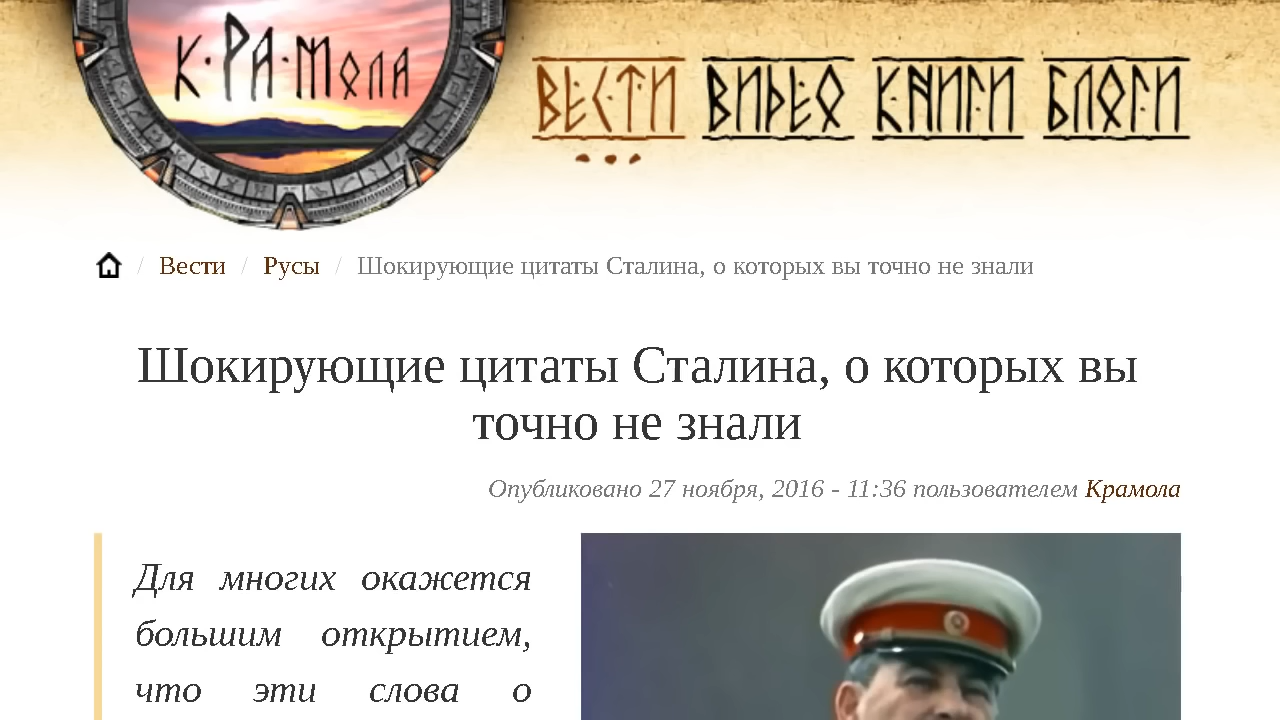 К·РА·Мола
ВЕСТИ ВИДЕО КНИГИ БЛОГИ
/ Вести / Русы / Шокирующие цитаты Сталина, о которых вы точно не знали
Шокирующие цитаты Сталина, о которых вы
точно не знали
Опубликовано 27 ноября, 2016 - 11:36 пользователем Крамола
Для многих окажется
большим открытием,
что эти слова о